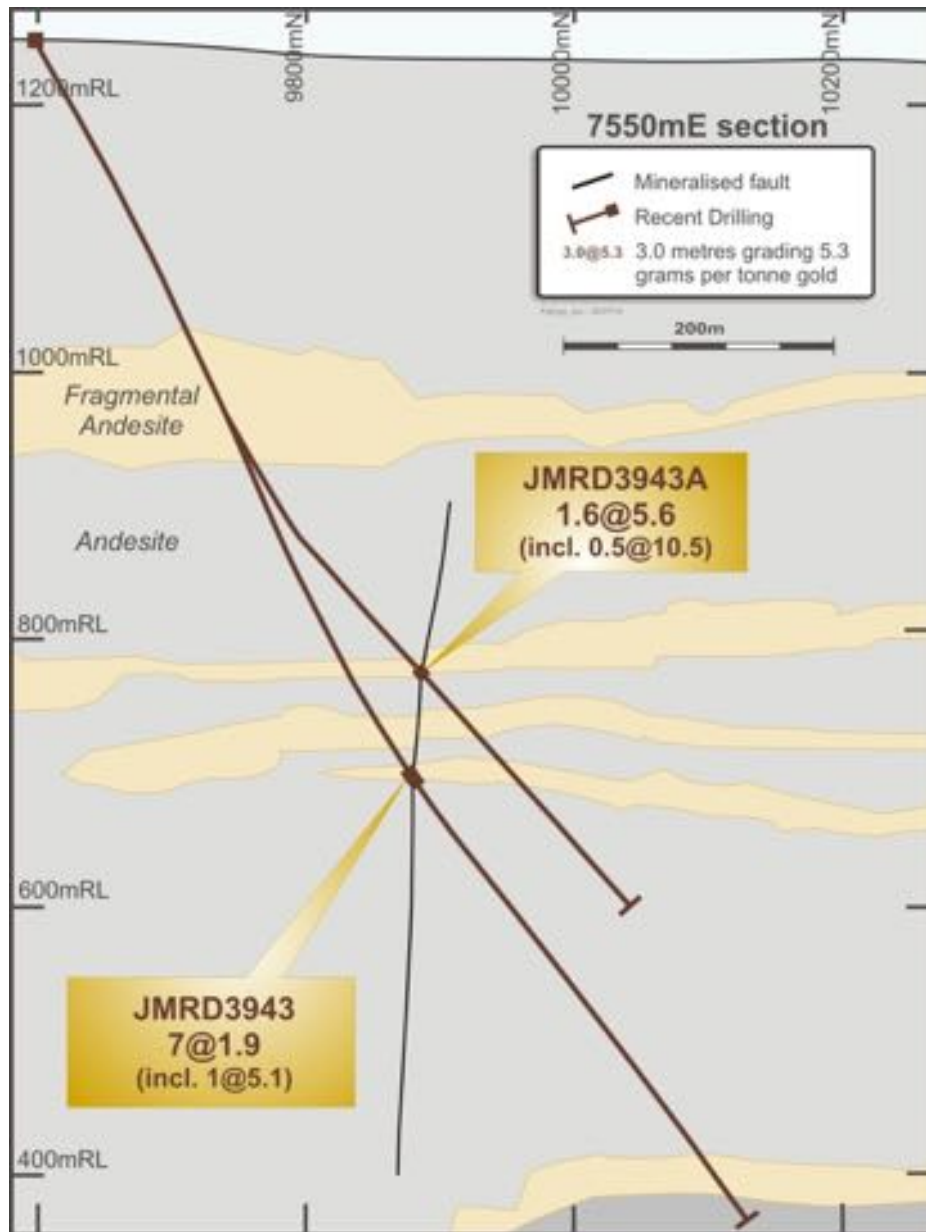 9800mN
10000mN
10200mN
1200mRL
7550mE section
Mineralised fault
Recent Drilling
3.0@5.3 3.0 metres grading 5.3
grams per tonne gold
200m
1000mRL
Fragmental
Andesite
JMRD3943A
1.6@5.6
(incl. 0.5@10.5)
Andesite
800mRL
600mRL
JMRD3943
7@1.9
(incl. 1@5.1)
400mRL